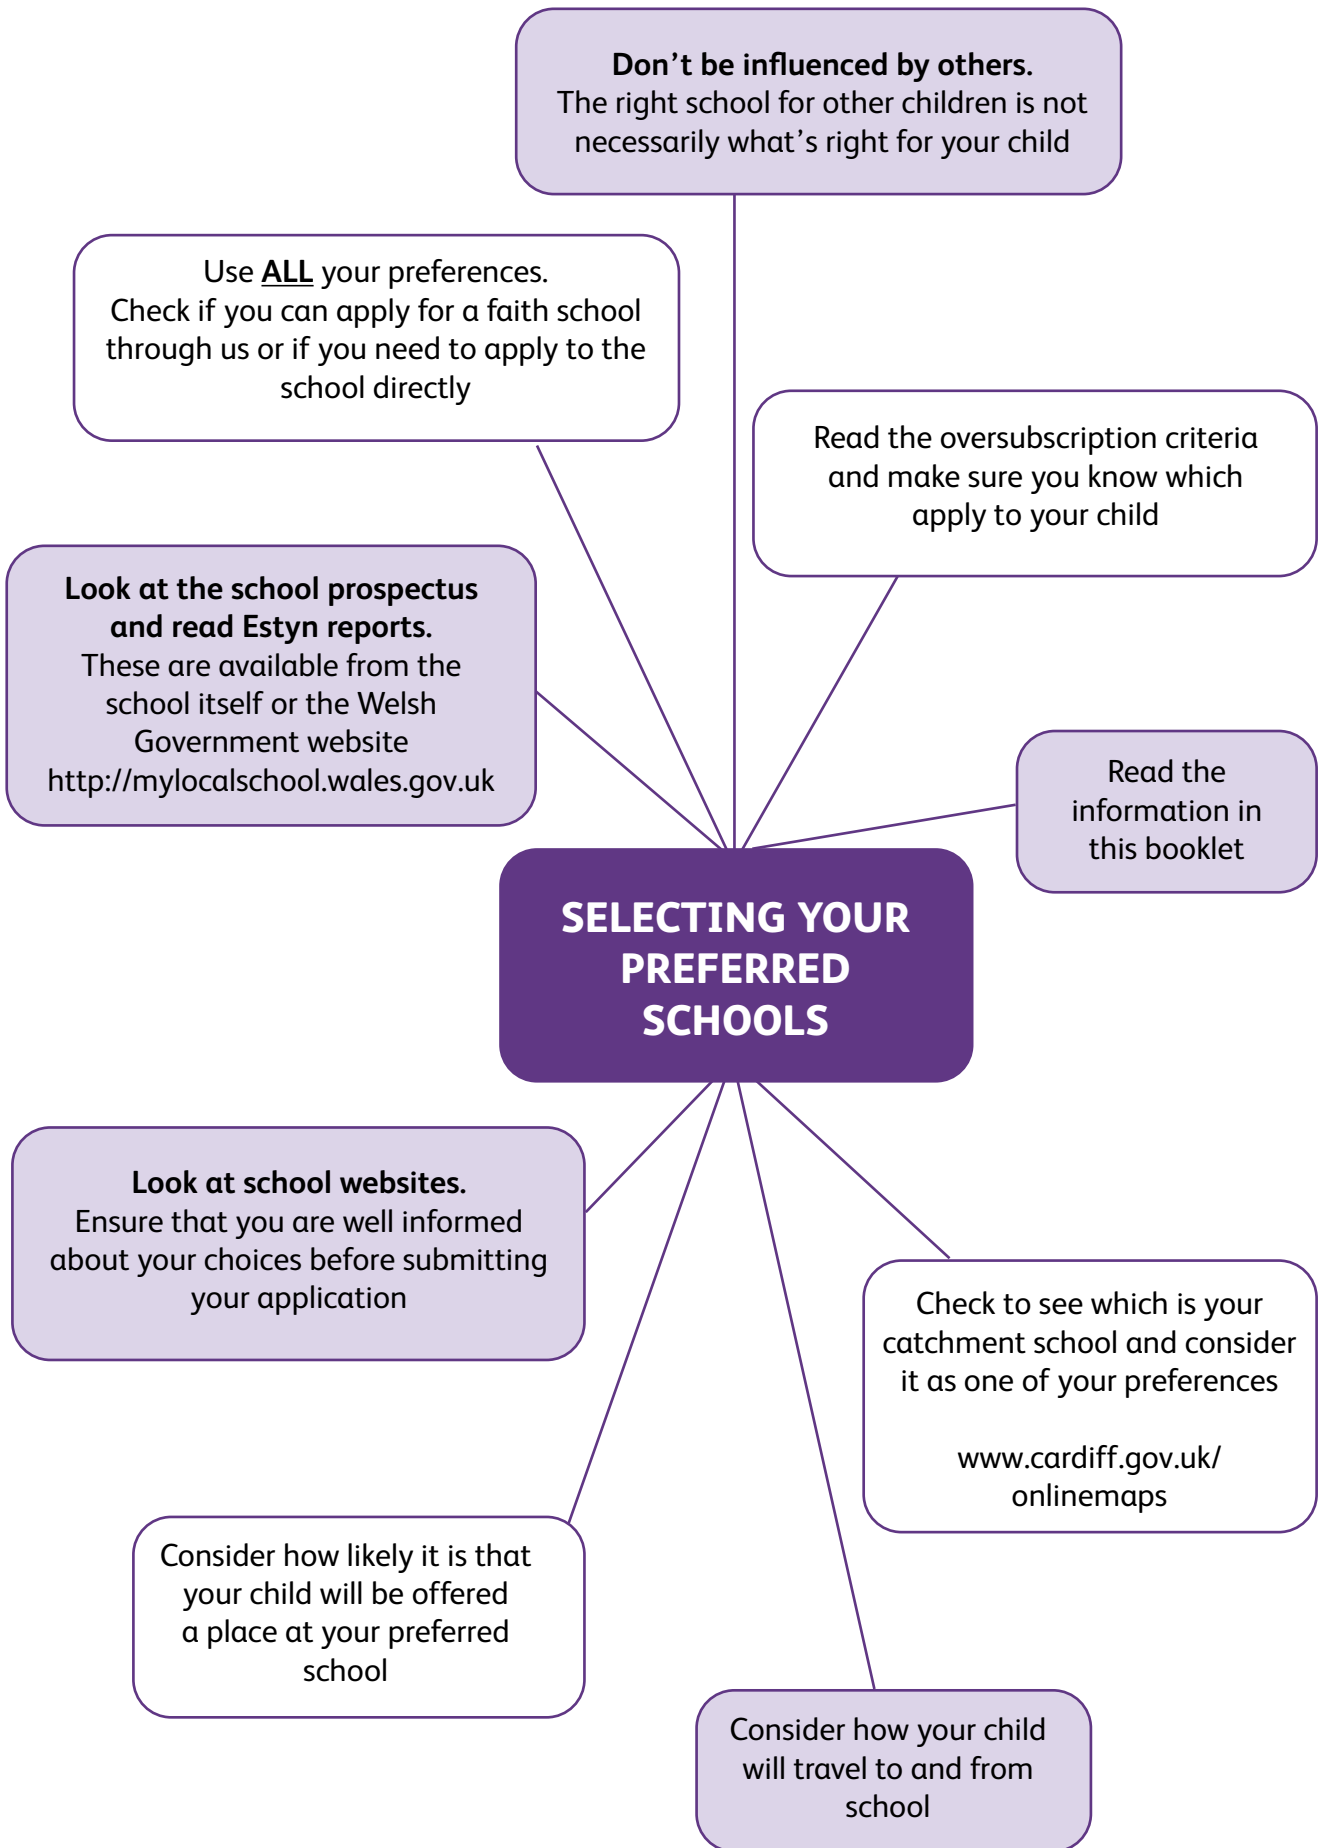 Don’t be influenced by others.
The right school for other children is not
necessarily what’s right for your child
Use ALL your preferences.
Check if you can apply for a faith school
through us or if you need to apply to the
school directly
Read the oversubscription criteria
and make sure you know which
apply to your child
Look at the school prospectus
and read Estyn reports.
These are available from the
school itself or the Welsh
Government website
http://mylocalschool.wales.gov.uk
Read the
information in
this booklet
SELECTING YOUR
PREFERRED
SCHOOLS
Look at school websites.
Ensure that you are well informed
about your choices before submitting
your application
Check to see which is your
catchment school and consider
it as one of your preferences
www.cardiff.gov.uk/
onlinemaps
Consider how likely it is that
your child will be offered
a place at your preferred
school
Consider how your child
will travel to and from
school